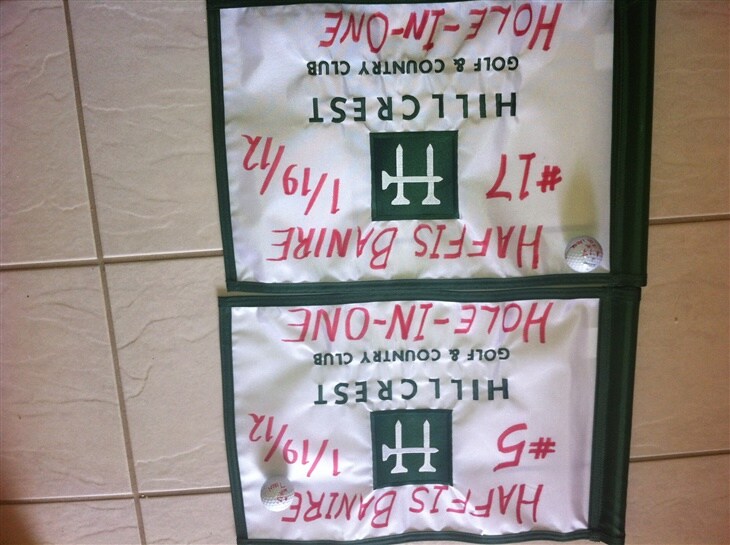 HAFFIS BANIRE
#5 H 1/19/12
HILLCREST
GOLF & COUNTRY CLUB
HOLE-IN-ONE
HAFFIS BANIRE
#17 H 1/19/12
HILLCREST
GOLF & COUNTRY CLUB
HOLE-IN-ONE